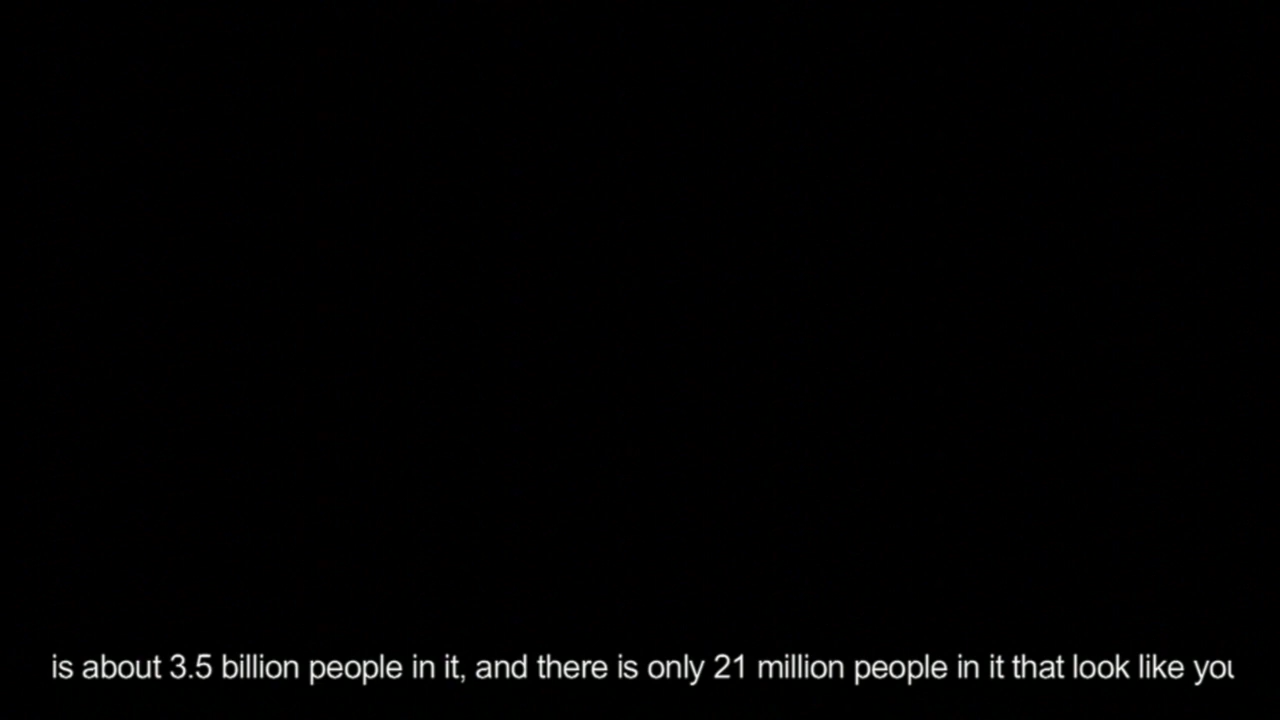 is about 3.5 billion people in it, and there is only 21 million people in it that look like you